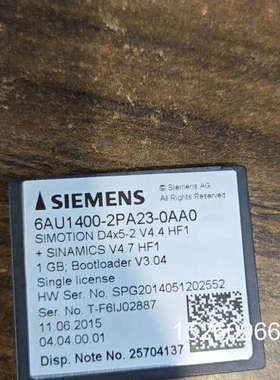 SIEMENS
© Siemens AG
All Rights Reserved.
6AU1400-2PA23-0AA0
SIMOTION D4x5-2 V4.4 HF1
+ SINAMICS V4.7 HF1
1 GB; Bootloader V3.04
Single license
HW Ser. No. SPG2014051202552
Ser. No. T-F6IJ02887
11.06.2015
04.04.00 01
Disp. Note No. 25704137